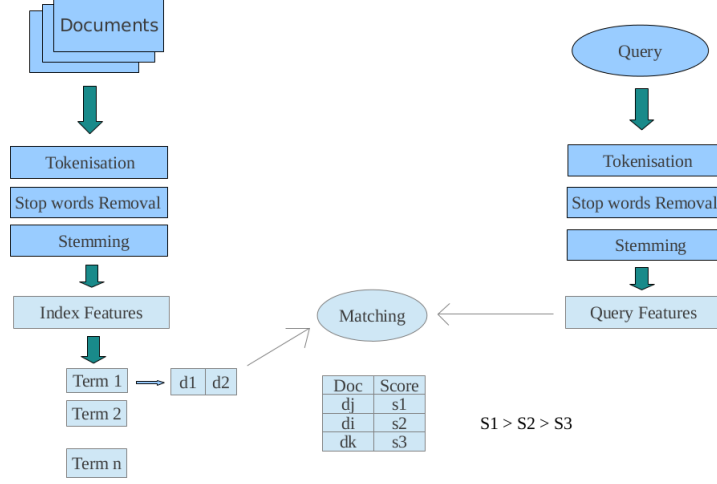 Documents
Query
Tokenisation
Stop words Removal
Stemming
Index Features
Tokenisation
Stop words Removal
Stemming
Query Features
Matching
Term 1
d1 d2
Term 2
Term n
Doc Score
dj s1
di s2
dk s3
S1 > S2 > S3